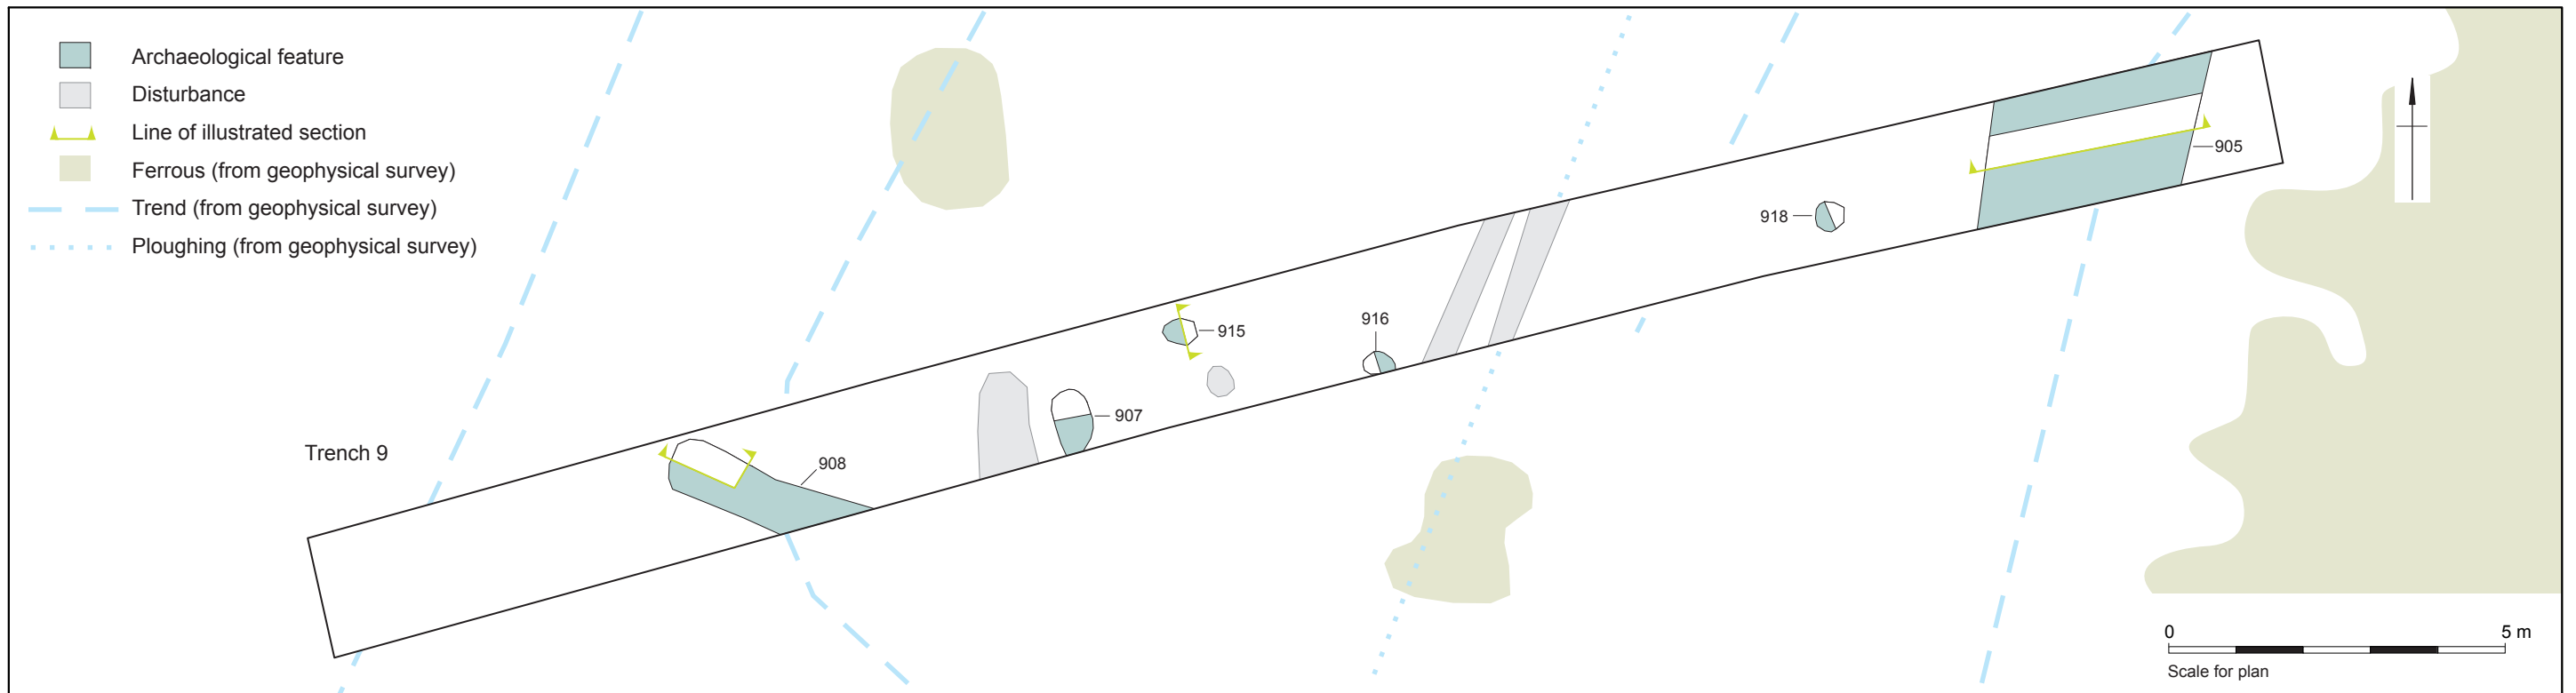 Archaeological feature
Disturbance
Line of illustrated section
Ferrous (from geophysical survey)
Trend (from geophysical survey)
Ploughing (from geophysical survey)
905
918
916
915
907
Trench 9
908
0 5 m
Scale for plan